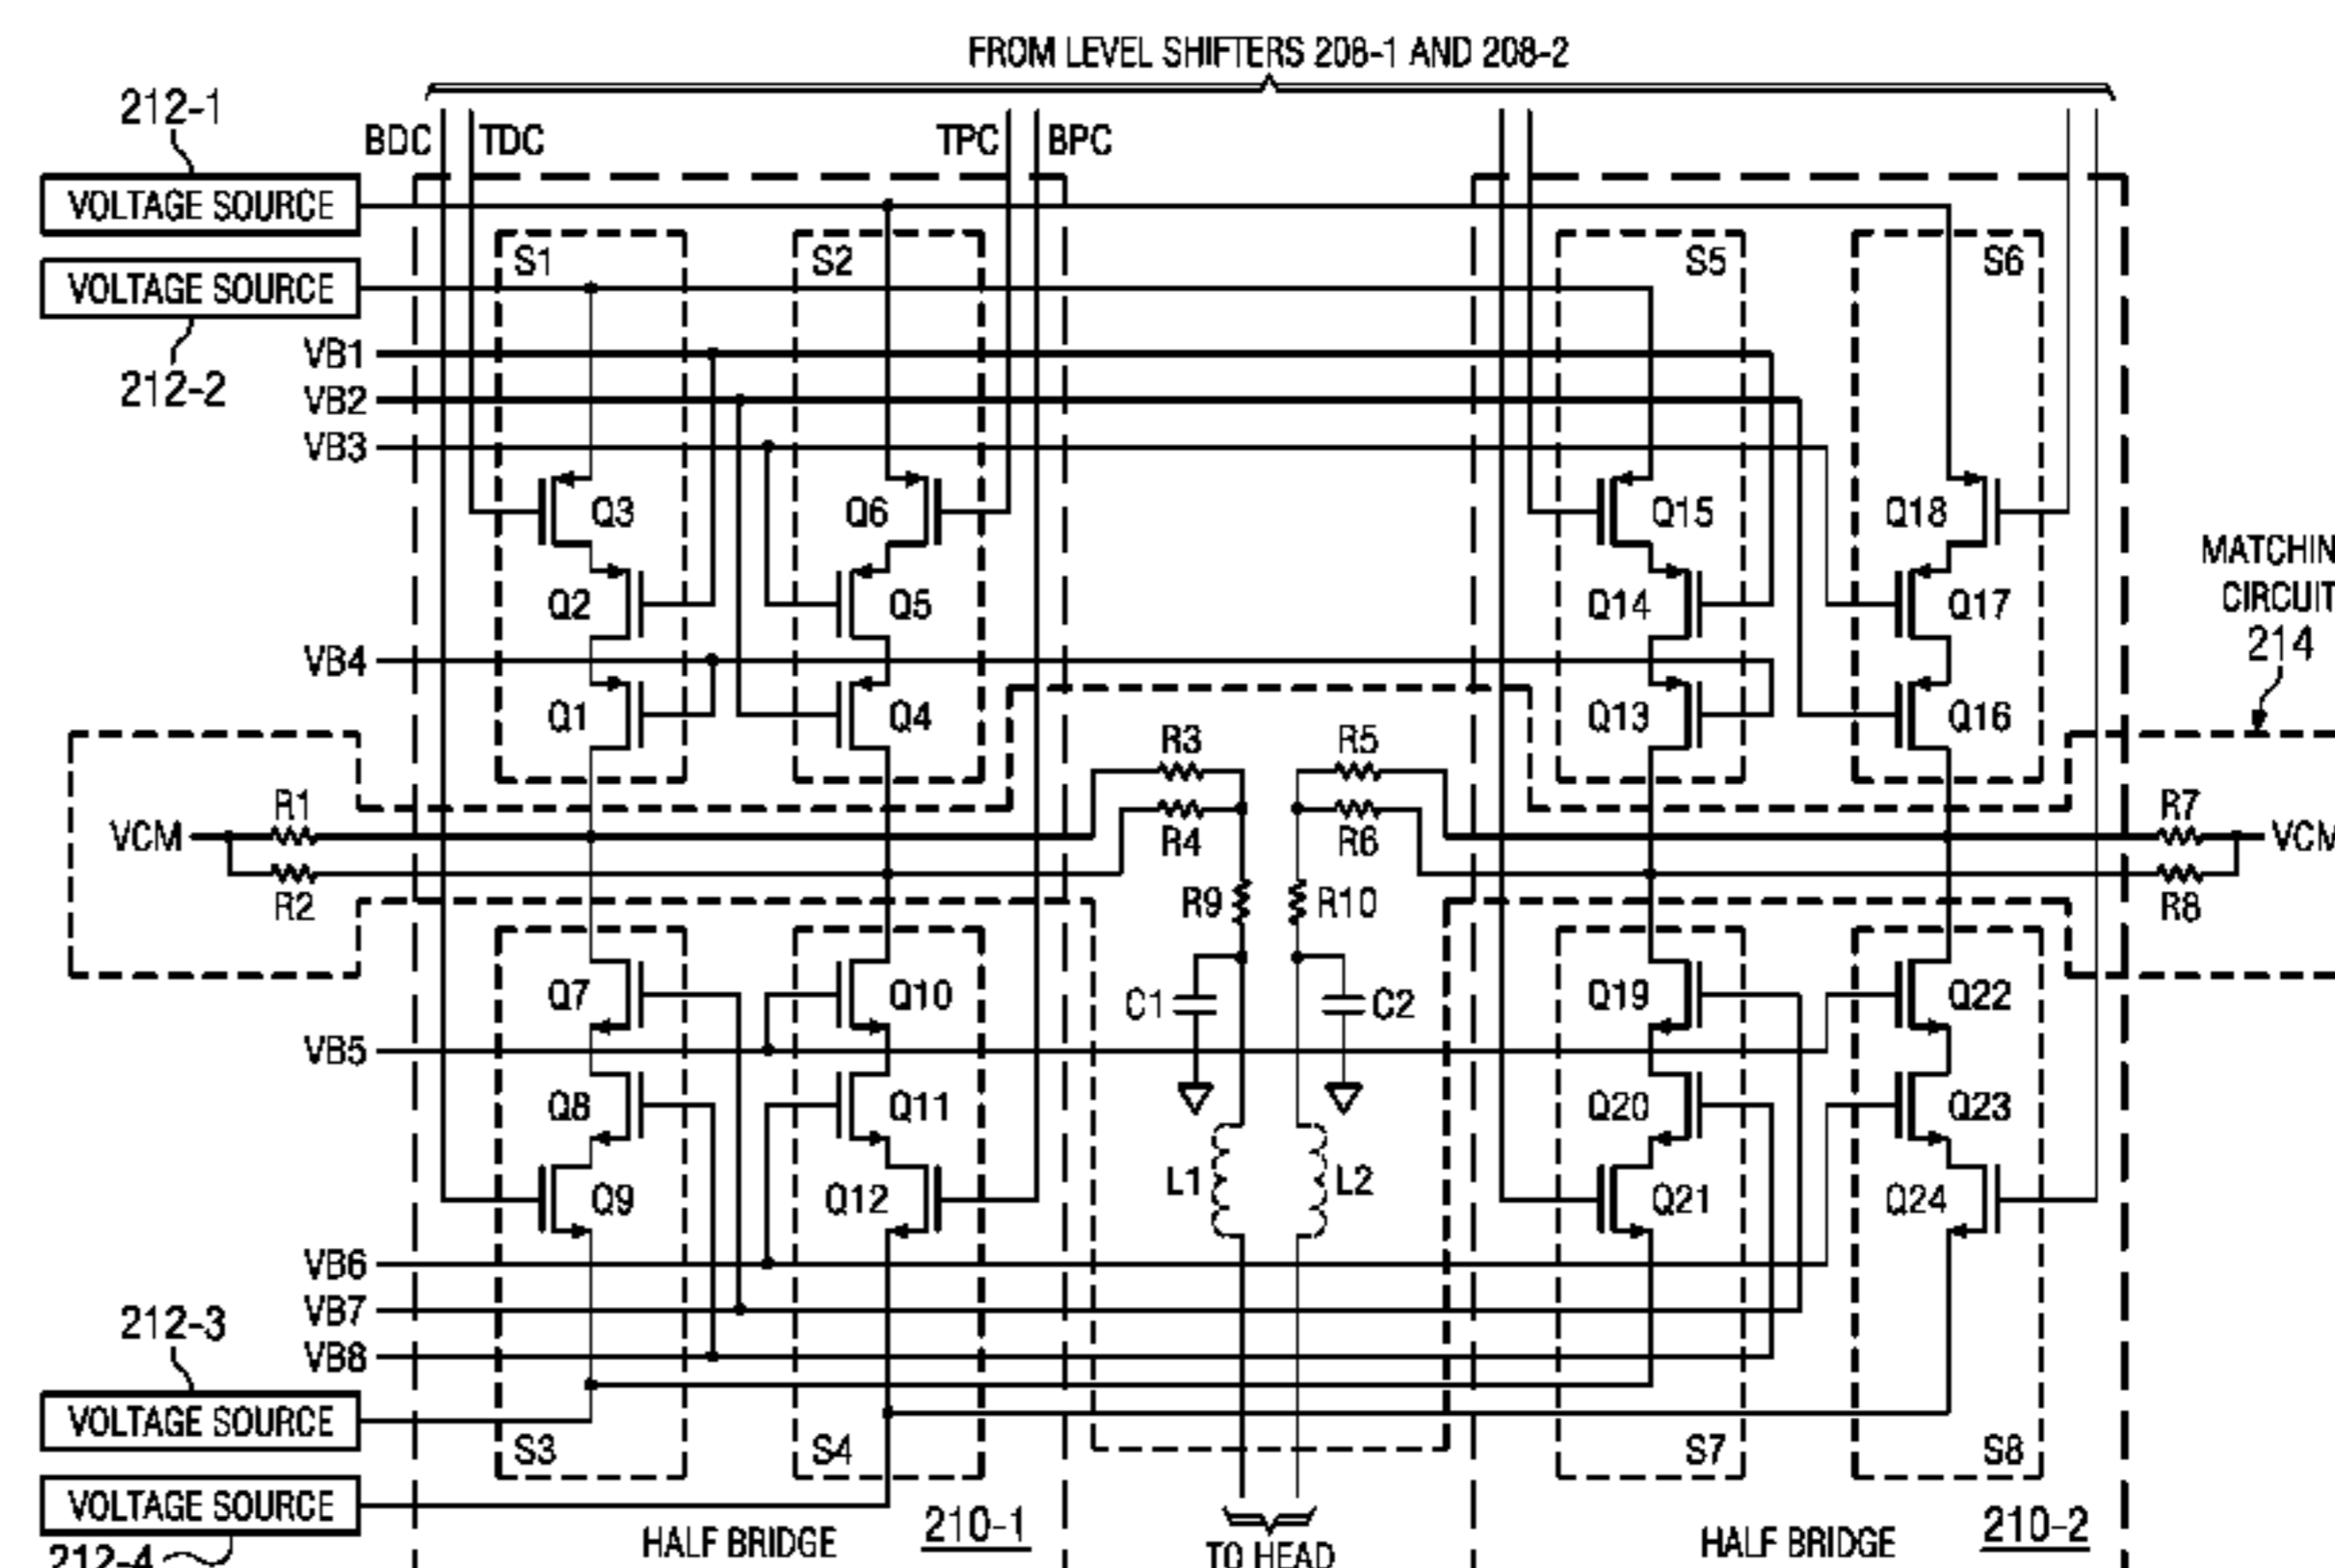 FROM LEVEL SHIFTERS 208-1 AND 208-2
212-1
BDC
TDC
TPC
BPC
VOLTAGE SOURCE
S1
S2
S5
S6
VOLTAGE SOURCE
212-2
VB1
VB2
VB3
Q3
Q6
Q15
Q18
MATCHIN
CIRCUIT
214
Q2
Q5
Q14
Q17
VB4
Q1
Q4
Q13
Q16
R3
R5
R1
R7
VCM
R4
R6
VCM
R2
R9
R10
R8
Q7
Q10
C1
C2
Q19
Q22
VB5
Q8
Q11
Q20
Q23
L1
L2
Q9
Q12
Q21
Q24
VB6
VB7
212-3
VB8
VOLTAGE SOURCE
S3
S4
S7
S8
VOLTAGE SOURCE
212-4
HALF BRIDGE
210-1
TO HEAD
HALF BRIDGE
210-2